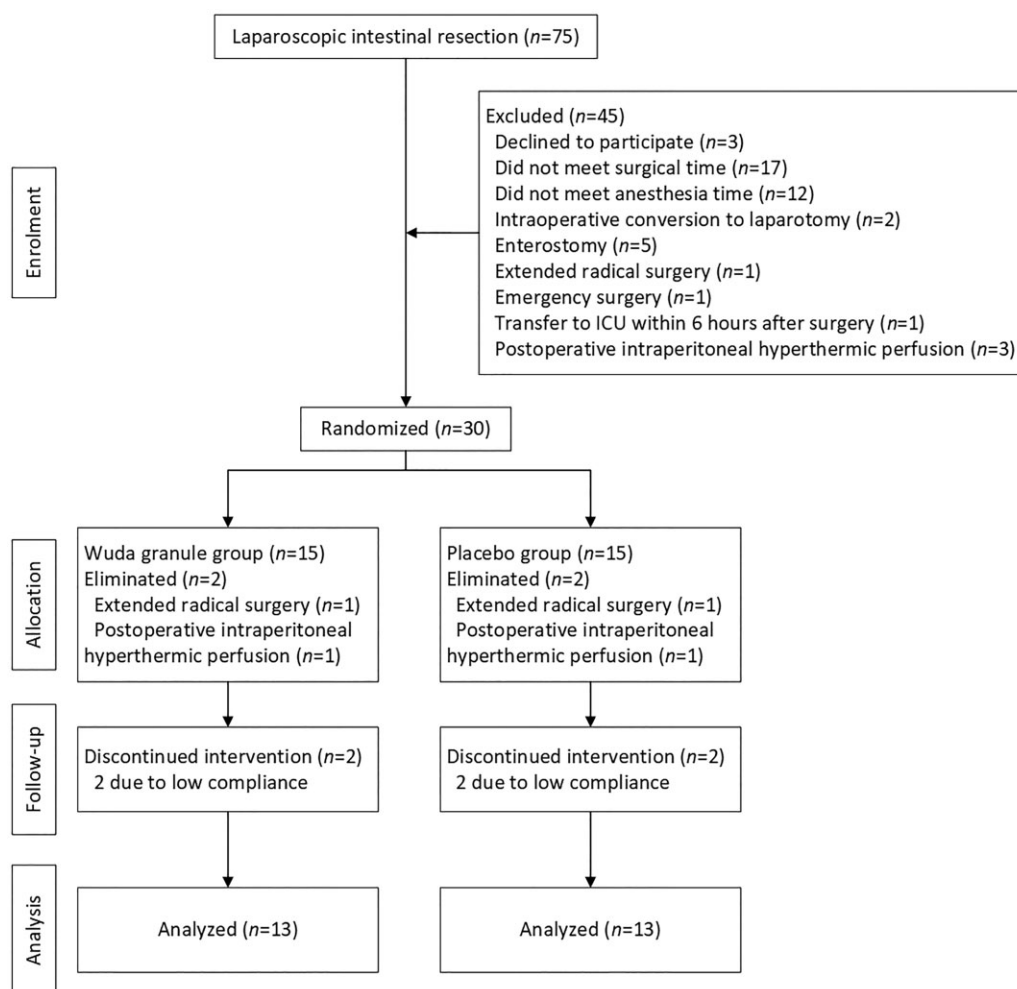 Laparoscopic intestinal resection (n=75)
Enrolment
Excluded (n=45)
Declined to participate (n=3)
Did not meet surgical time (n=17)
Did not meet anesthesia time (n=12)
Intraoperative conversion to laparotomy (n=2)
Enterostomy (n=5)
Extended radical surgery (n=1)
Emergency surgery (n=1)
Transfer to ICU within 6 hours after surgery (n=1)
Postoperative intraperitoneal hyperthermic perfusion (n=3)
Randomized (n=30)
Allocation
Wuda granule group (n=15)
Eliminated (n=2)
Extended radical surgery (n=1)
Postoperative intraperitoneal
hyperthermic perfusion (n=1)
Placebo group (n=15)
Eliminated (n=2)
Extended radical surgery (n=1)
Postoperative intraperitoneal
hyperthermic perfusion (n=1)
Follow-up
Discontinued intervention (n=2)
2 due to low compliance
Discontinued intervention (n=2)
2 due to low compliance
Analysis
Analyzed (n=13)
Analyzed (n=13)